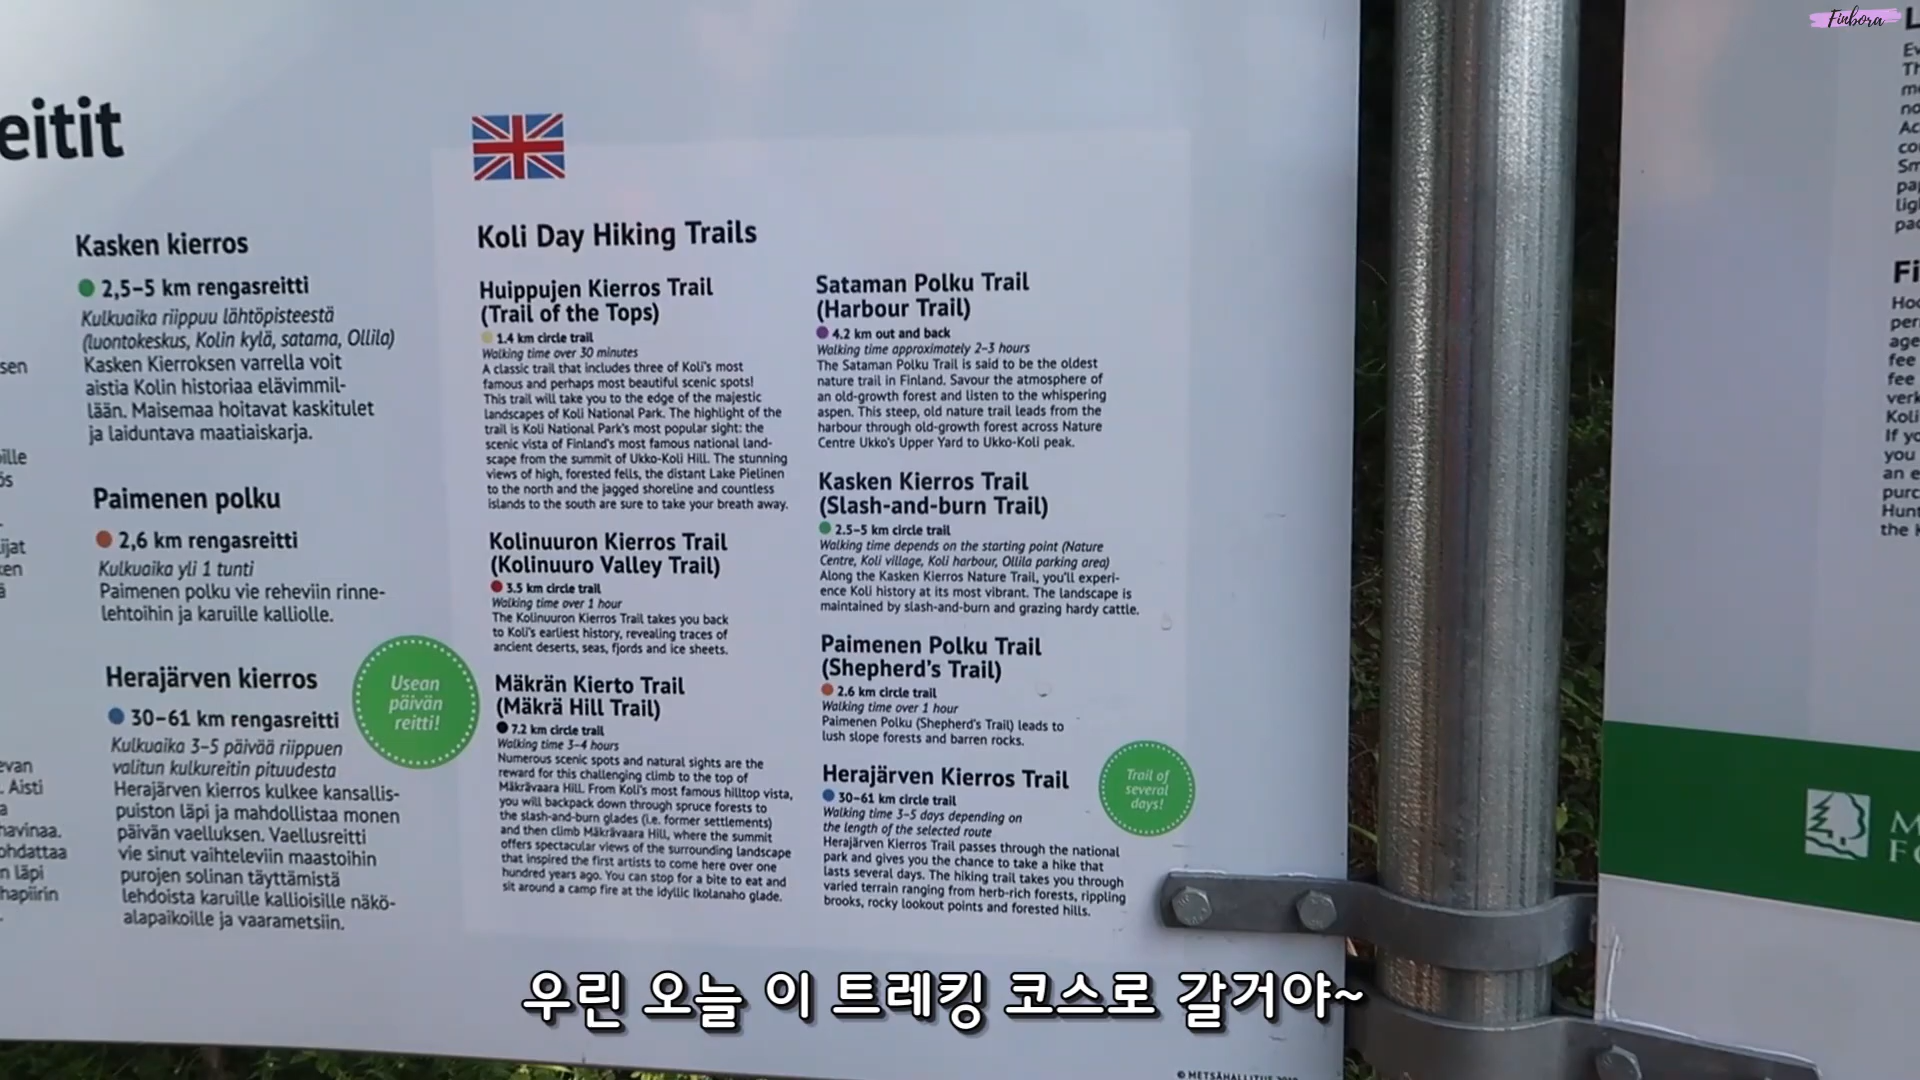 Finbora
eitit
Kasken kierros
2,5–5 km rengasreitti
Kulkuaika riippuu lähtöpisteestä
(luontokeskus, Kolin kylä, satama, Ollila)
Kasken Kierroksen varrella voit
aistia Kolin historiaa elävimmil-
lään. Maisemaa hoitavat kaskitulet
ja laiduntava maatiaiskarja.
Paimenen polku
2,6 km rengasreitti
Kulkuaika yli 1 tunti
Paimenen polku vie reheviin rinne-
lehtoihin ja karuille kalliolle.
Herajärven kierros
30–61 km rengasreitti
Kulkuaika 3–5 päivää riippuen
valitun kulkureitin pituudesta
Herajärven kierros kulkee kansallis-
puiston läpi ja mahdollistaa monen
päivän vaelluksen. Vaellusreitti
vie sinut vaihteleviin maastoihin
purojen solinan täyttämistä
lehdoista karuille kallioisille näkö-
alapaikoille ja vaarametsiin.
Usean
päivän
reitti!
Koli Day Hiking Trails
Huippujen Kierros Trail
(Trail of the Tops)
1.4 km circle trail
Walking time over 30 minutes
A classic trail that includes three of Koli's most
famous and perhaps most beautiful scenic spots!
This trail will take you to the edge of the majestic
landscapes of Koli National Park. The highlight of the
trail is Koli National Park's most popular sight: the
scenic vista of Finland's most famous national land-
scape from the summit of Ukko-Koli Hill. The stunning
views of high, forested fells, the distant Lake Pielinen
to the north and the jagged shoreline and countless
islands to the south are sure to take your breath away.
Kolinuuron Kierros Trail
(Kolinuuro Valley Trail)
3.5 km circle trail
Walking time over 1 hour
The Kolinuuron Kierros Trail takes you back
to Koli's earliest history, revealing traces of
ancient deserts, seas, fjords and ice sheets.
Mäkrän Kierto Trail
(Mäkrä Hill Trail)
7.2 km circle trail
Walking time 3–4 hours
Numerous scenic spots and natural sights are the
reward for this challenging climb to the top of
Mäkrävaara Hill. From Koli's most famous hilltop vista,
you will backpack down through spruce forests to
the slash-and-burn glades (i.e. former settlements)
and then climb Mäkrävaara Hill, where the summit
offers spectacular views of the surrounding landscape
that inspired the first artists to come here over one
hundred years ago. You can stop for a bite to eat and
sit around a camp fire at the idyllic Ikolanaho glade.
Sataman Polku Trail
(Harbour Trail)
4.2 km out and back
Walking time approximately 2–3 hours
The Sataman Polku Trail is said to be the oldest
nature trail in Finland. Savour the atmosphere of
an old-growth forest and listen to the whispering
aspen. This steep, old nature trail leads from the
harbour through old-growth forest across Nature
Centre Ukko's Upper Yard to Ukko-Koli peak.
Kasken Kierros Trail
(Slash-and-burn Trail)
2.5–5 km circle trail
Walking time depends on the starting point (Nature
Centre, Koli village, Koli harbour, Ollila parking area)
Along the Kasken Kierros Nature Trail, you'll experi-
ence Koli history at its most vibrant. The landscape is
maintained by slash-and-burn and grazing hardy cattle.
Paimenen Polku Trail
(Shepherd's Trail)
2.6 km circle trail
Walking time over 1 hour
Paimenen Polku (Shepherd's Trail) leads to
lush slope forests and barren rocks.
Herajärven Kierros Trail
30–61 km circle trail
Walking time 3–5 days depending on
the length of the selected route
Herajärven Kierros Trail passes through the national
park and gives you the chance to take a hike that
lasts several days. The hiking trail takes you through
varied terrain ranging from herb-rich forests, rippling
brooks, rocky lookout points and forested hills.
Trail of
several
days!
우린 오늘 이 트레킹 코스로 갈거야~